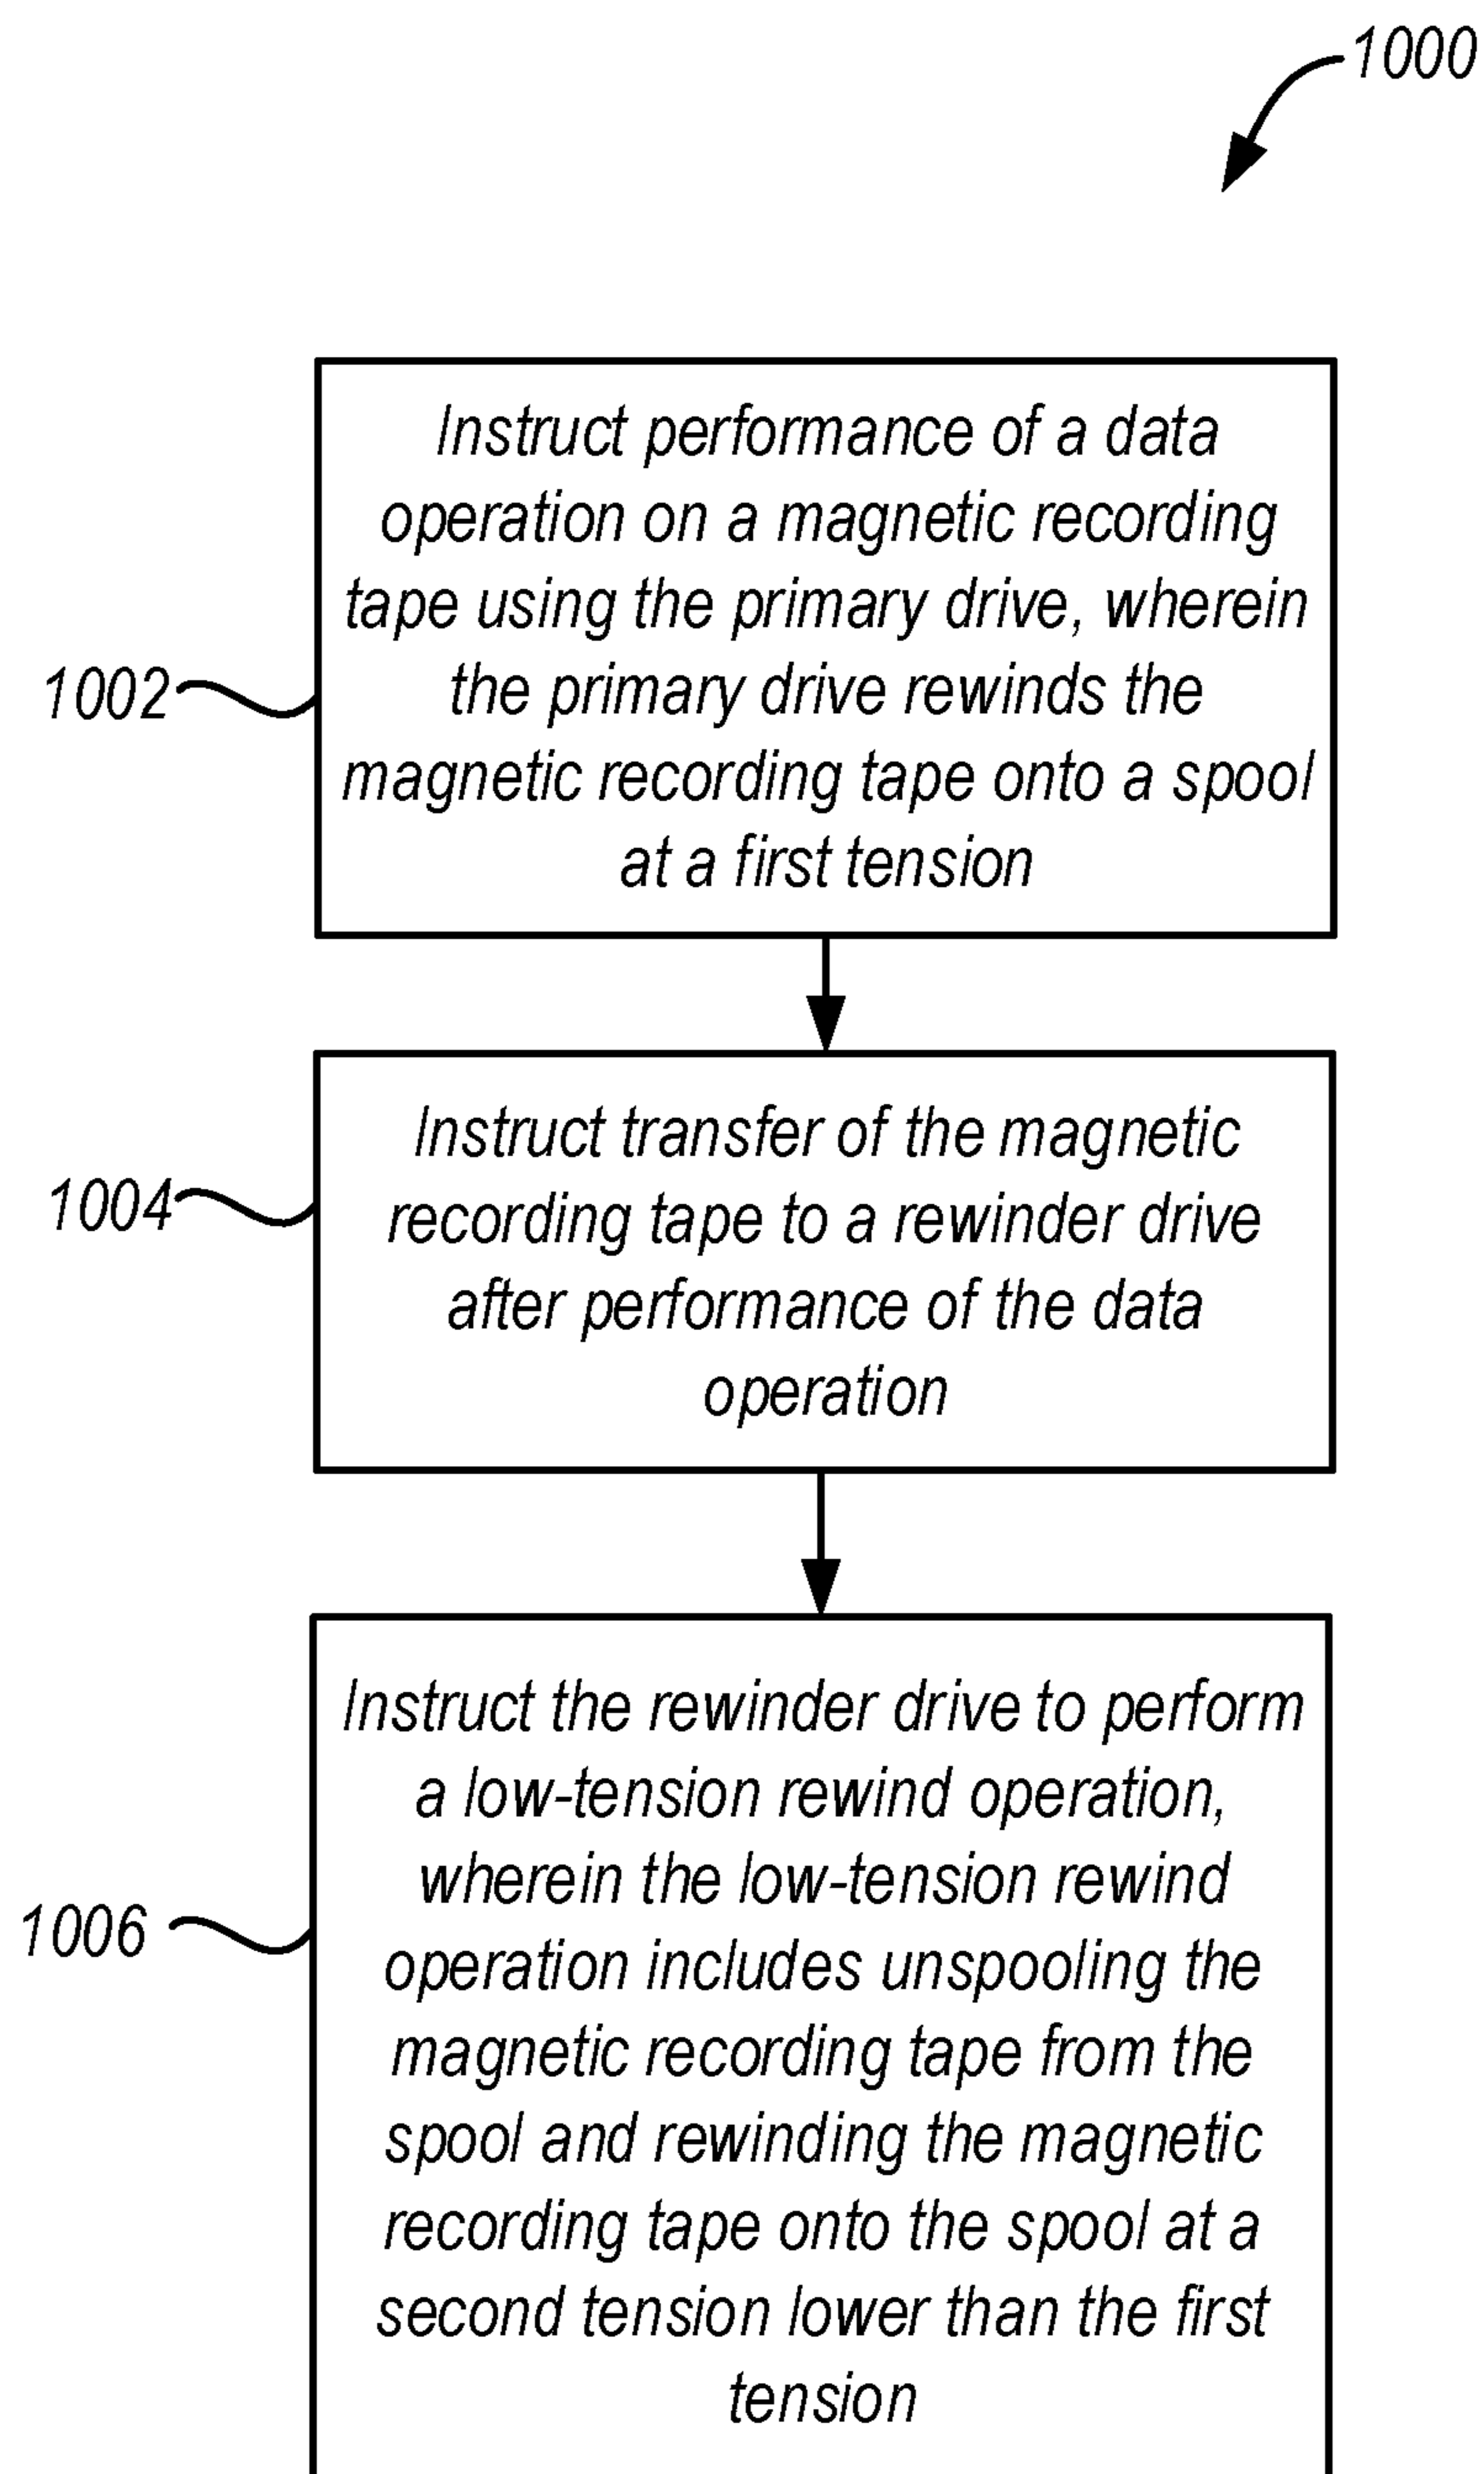 1000
Instruct performance of a data
operation on a magnetic recording
tape using the primary drive, wherein
the primary drive rewinds the
magnetic recording tape onto a spool
at a first tension
1002
Instruct transfer of the magnetic
recording tape to a rewinder drive
after performance of the data
operation
1004
Instruct the rewinder drive to perform
a low-tension rewind operation,
wherein the low-tension rewind
operation includes unspooling the
magnetic recording tape from the
spool and rewinding the magnetic
recording tape onto the spool at a
second tension lower than the first
tension
1006